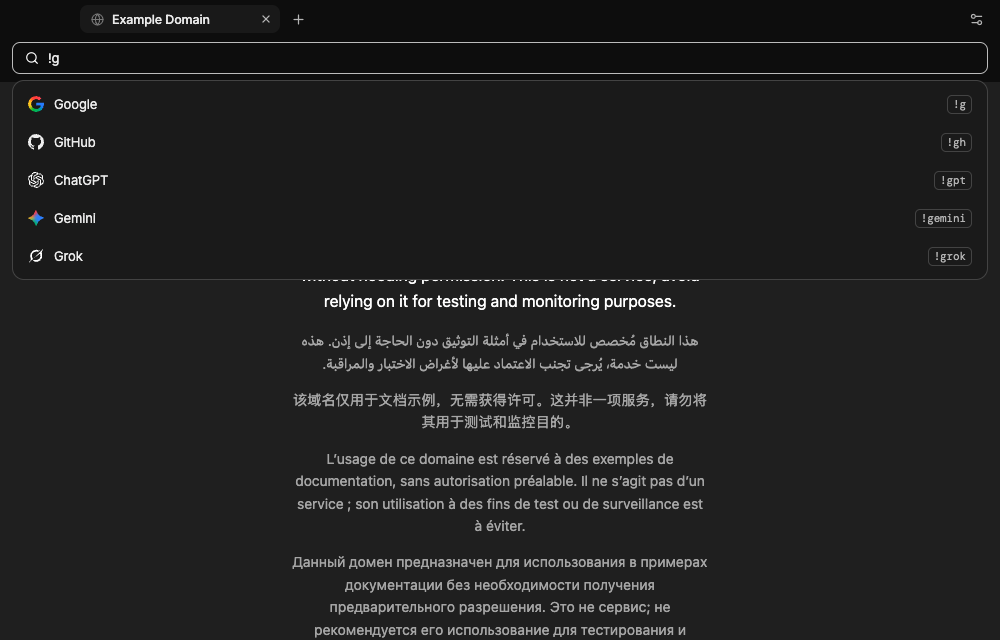 Example Domain
!g
Google !g
GitHub !gh
ChatGPT !gpt
Gemini !gemini
Grok !grok
relying on it for testing and monitoring purposes.
هذا النطاق مُخصص للاستخدام في أمثلة التوثيق دون الحاجة إلى إذن. هذه
ليست خدمة، يُرجى تجنب الاعتماد عليها لأغراض الاختبار والمراقبة.
该域名仅用于文档示例，无需获得许可。这并非一项服务，请勿将
其用于测试和监控目的。
L’usage de ce domaine est réservé à des exemples de
documentation, sans autorisation préalable. Il ne s’agit pas d’un
service ; son utilisation à des fins de test ou de surveillance est
à éviter.
Данный домен предназначен для использования в примерах
документации без необходимости получения
предварительного разрешения. Это не сервис; не
рекомендуется его использование для тестирования и